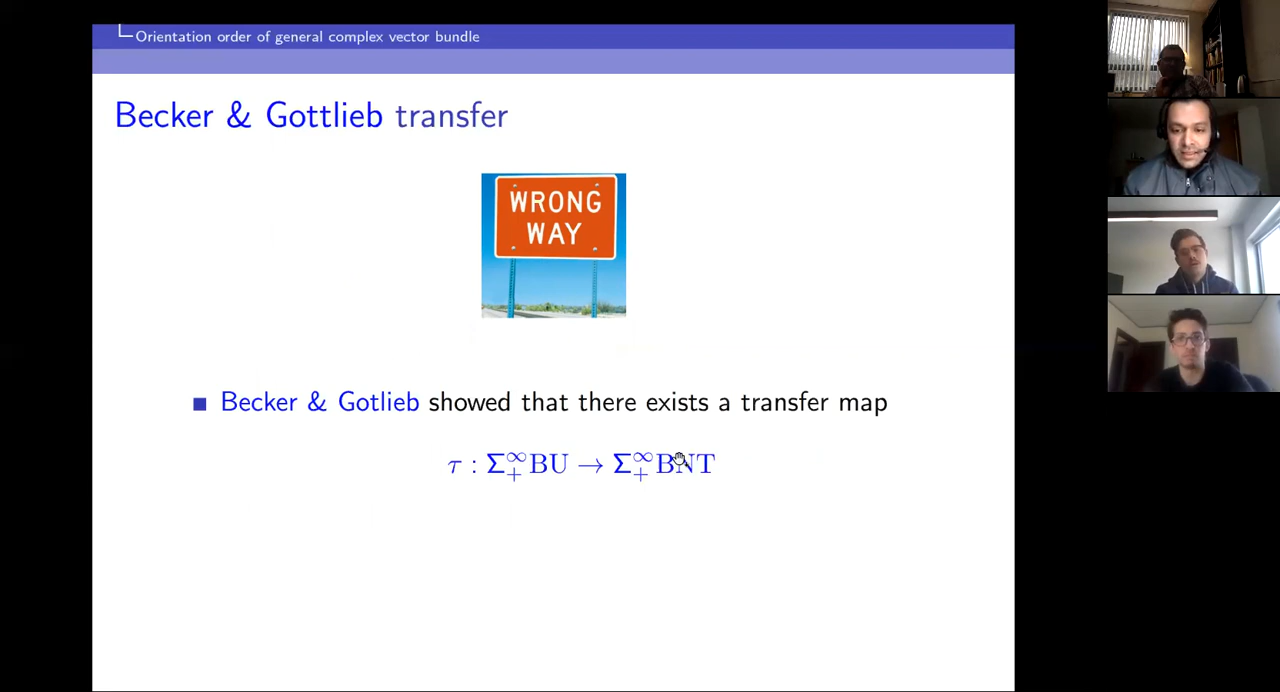 Orientation order of general complex vector bundle
Becker & Gottlieb transfer
WRONG
WAY
Becker & Gotlieb showed that there exists a transfer map
τ : Σ∞+BU → Σ∞+BNT